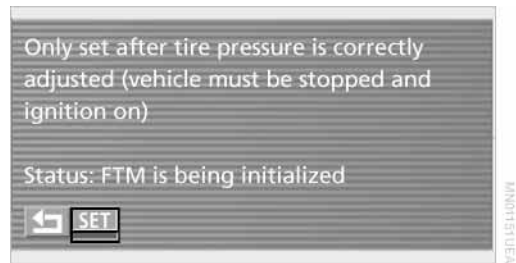 Only set after tire pressure is correctly
adjusted (vehicle must be stopped and
ignition on)
Status: FTM is being initialized
SET
MN01151UEA